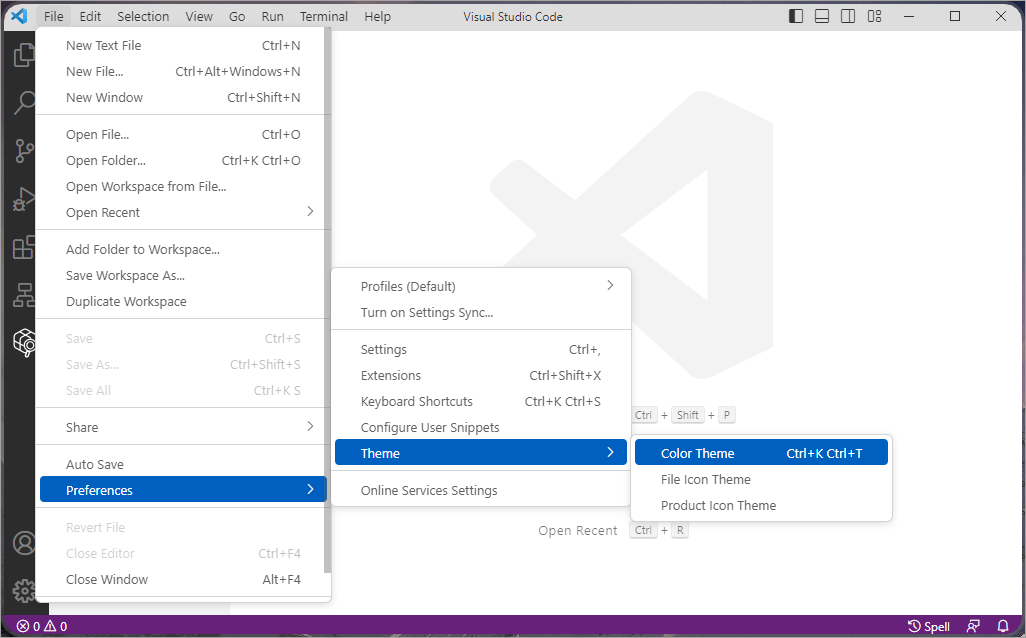 File Edit Selection View Go Run Terminal Help Visual Studio Code
New Text File Ctrl+N
New File... Ctrl+Alt+Windows+N
New Window Ctrl+Shift+N
Open File... Ctrl+O
Open Folder... Ctrl+K Ctrl+O
Open Workspace from File...
Open Recent
Add Folder to Workspace...
Save Workspace As...
Duplicate Workspace
Save Ctrl+S
Save As... Ctrl+Shift+S
Save All Ctrl+K S
Share
Auto Save
Preferences
Revert File
Close Editor Ctrl+F4
Close Window Alt+F4
Profiles (Default)
Turn on Settings Sync...
Settings Ctrl+,
Extensions Ctrl+Shift+X
Keyboard Shortcuts Ctrl+K Ctrl+S
Configure User Snippets
Theme
Online Services Settings
Ctrl + Shift + P
Color Theme Ctrl+K Ctrl+T
File Icon Theme
Product Icon Theme
Open Recent Ctrl + R
0 0 Spell